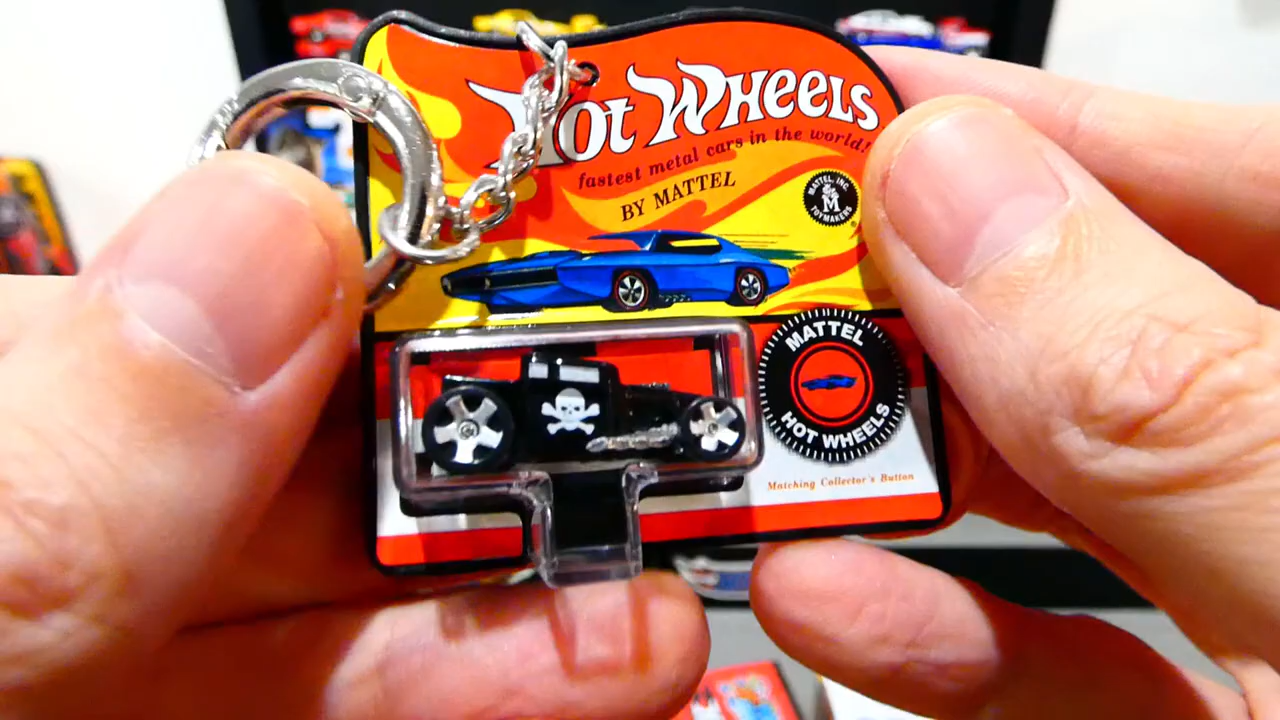 Hot Wheels
fastest metal cars in the world!
BY MATTEL
MATTEL, INC.
M
TOYMAKERS
®
MATTEL
HOT WHEELS
Matching Collector's Button